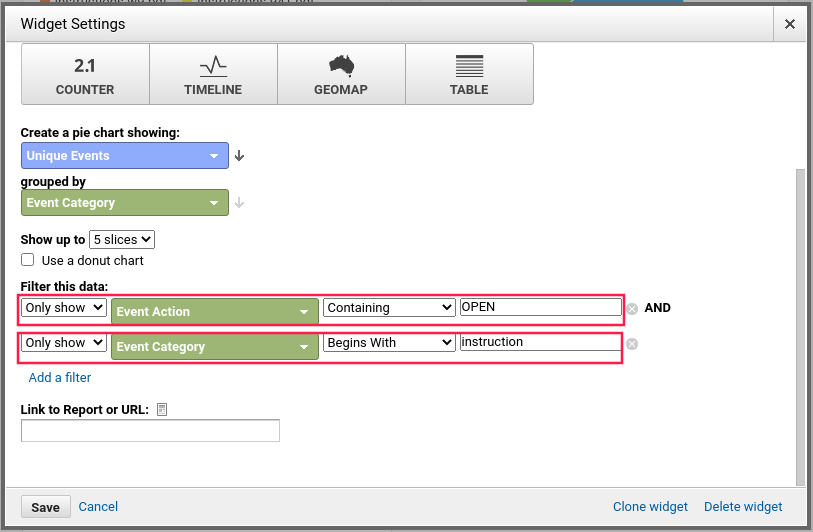 Widget Settings
2.1
COUNTER
TIMELINE
GEOMAP
TABLE
Create a pie chart showing:
Unique Events
grouped by
Event Category
Show up to 5 slices
Use a donut chart
Filter this data:
Only show Event Action Containing OPEN AND
Only show Event Category Begins With instruction
Add a filter
Link to Report or URL:
Save Cancel Clone widget Delete widget